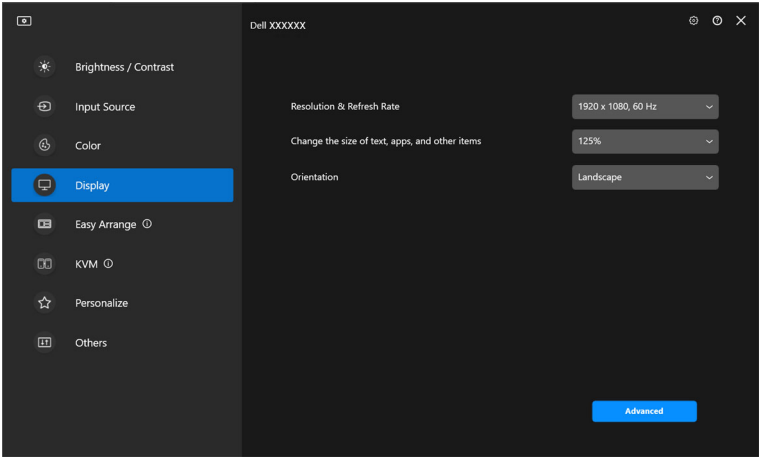 Dell XXXXXX
Brightness / Contrast
Input Source
Color
Display
Easy Arrange
KVM
Personalize
Others
Resolution & Refresh Rate
1920 x 1080, 60 Hz
Change the size of text, apps, and other items
125%
Orientation
Landscape
Advanced